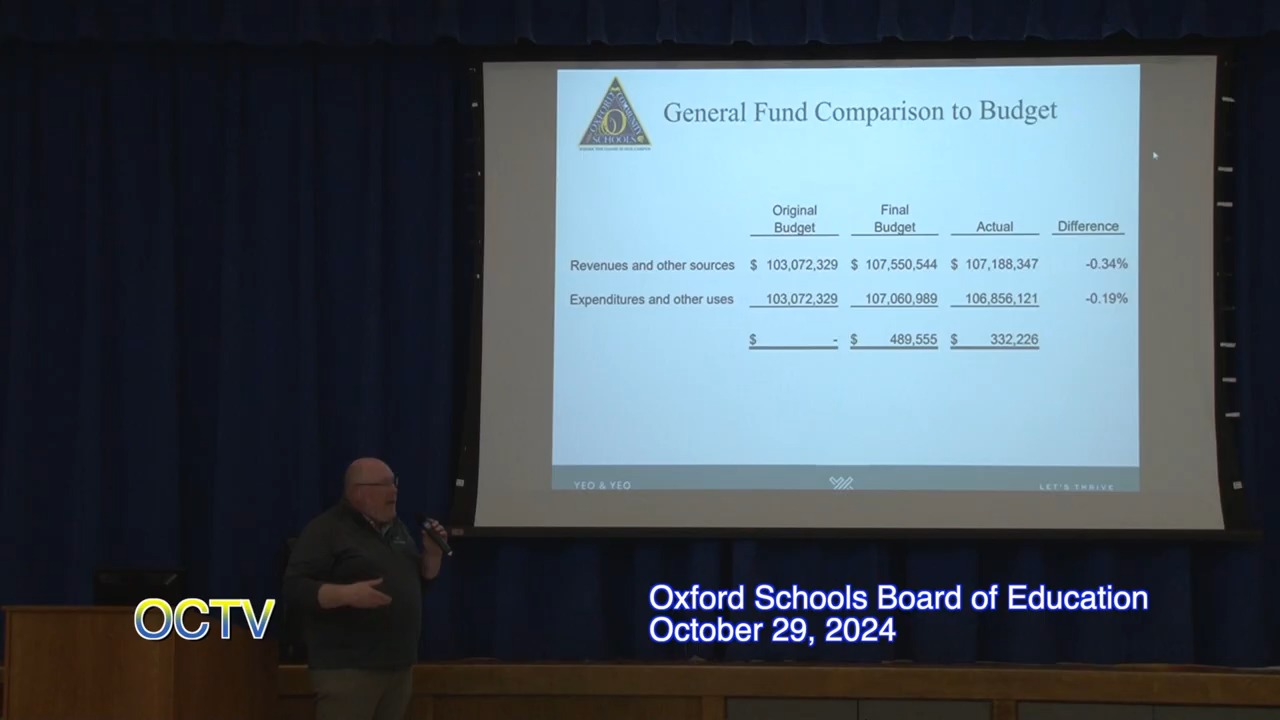 OXFORD COMMUNITY
O
SCHOOLS
General Fund Comparison to Budget
Original Budget Final Budget Actual Difference
Revenues and other sources $ 103,072,329 $ 107,550,544 $ 107,188,347 -0.34%
Expenditures and other uses 103,072,329 107,060,989 106,856,121 -0.19%
$ - $ 489,555 $ 332,226
YEO & YEO LET'S THRIVE
OCTV
Oxford Schools Board of Education
October 29, 2024